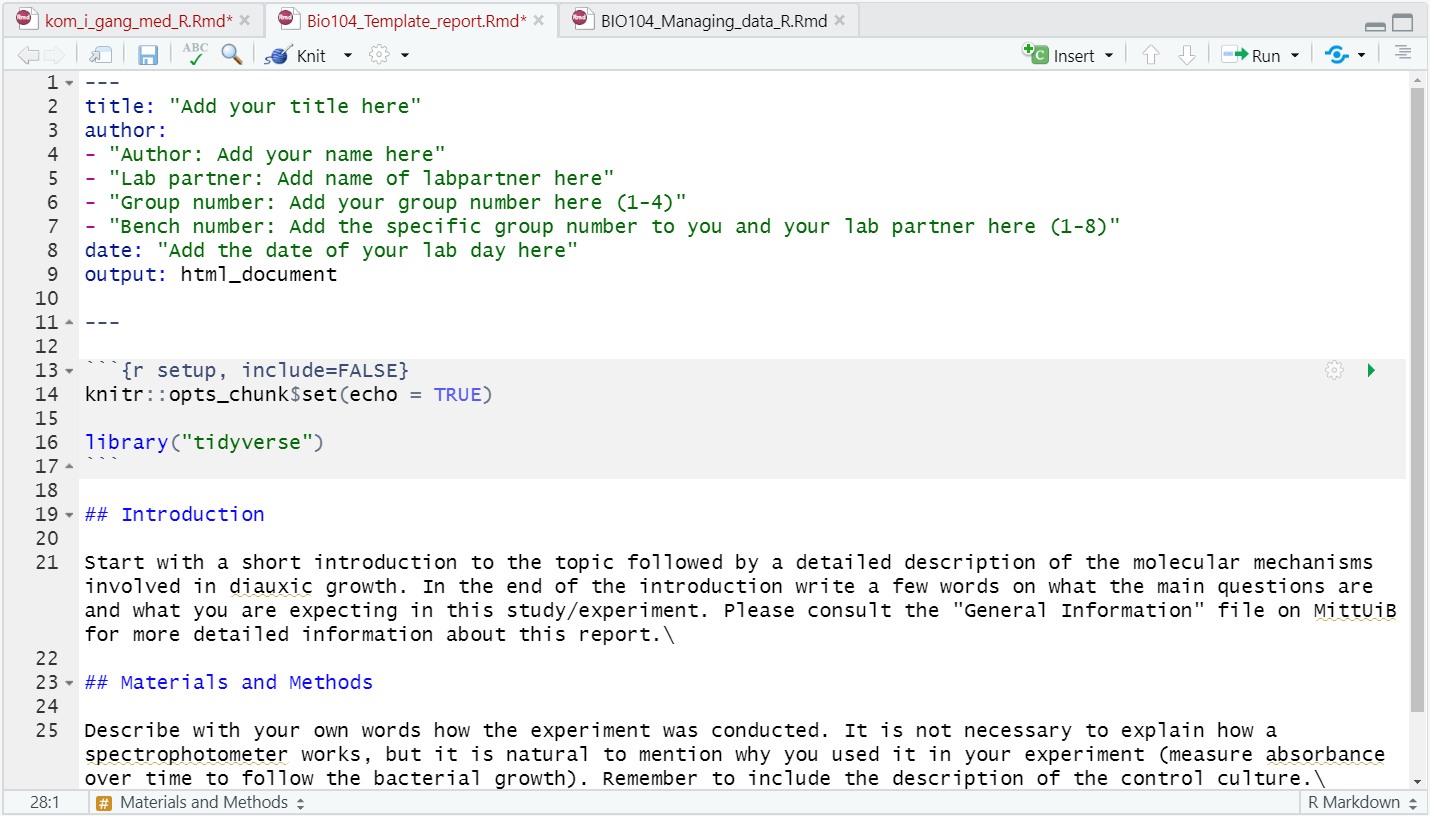 kom_i_gang_med_R.Rmd* Bio104_Template_report.Rmd* BIO104_Managing_data_R.Rmd
ABC Knit Insert Run
1 ---
2 title: "Add your title here"
3 author:
4 - "Author: Add your name here"
5 - "Lab partner: Add name of labpartner here"
6 - "Group number: Add your group number here (1-4)"
7 - "Bench number: Add the specific group number to you and your lab partner here (1-8)"
8 date: "Add the date of your lab day here"
9 output: html_document
10
11 ---
12
13 ```{r setup, include=FALSE}
14 knitr::opts_chunk$set(echo = TRUE)
15
16 library("tidyverse")
17 ```
18
19 ## Introduction
20
21 Start with a short introduction to the topic followed by a detailed description of the molecular mechanisms
involved in diauxic growth. In the end of the introduction write a few words on what the main questions are
and what you are expecting in this study/experiment. Please consult the "General Information" file on MittUiB
for more detailed information about this report.\
22
23 ## Materials and Methods
24
25 Describe with your own words how the experiment was conducted. It is not necessary to explain how a
spectrophotometer works, but it is natural to mention why you used it in your experiment (measure absorbance
over time to follow the bacterial growth). Remember to include the description of the control culture.\
28:1 # Materials and Methods R Markdown